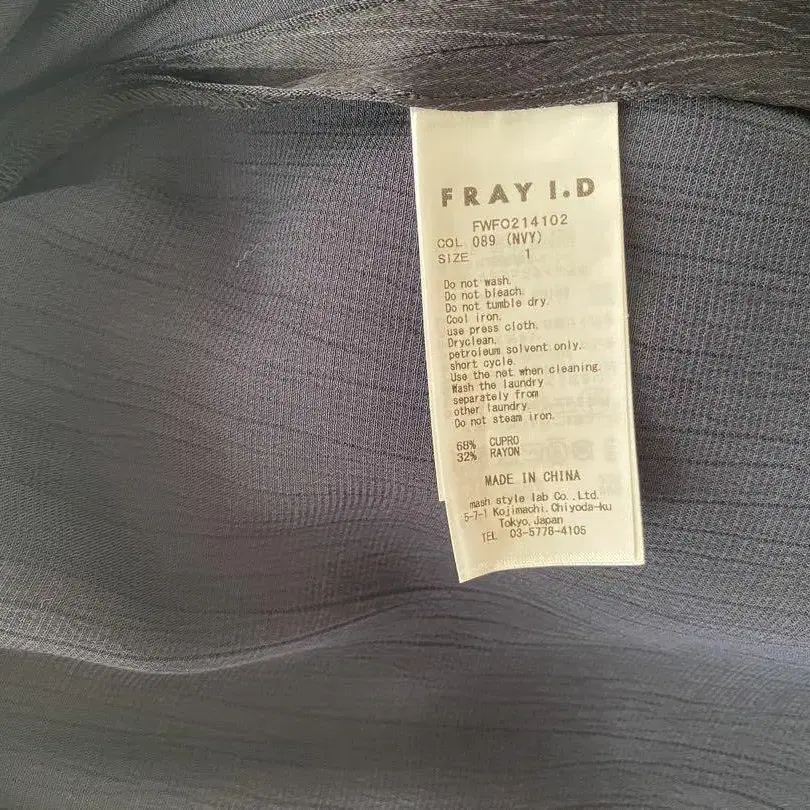 FRAY I.D
FWFO214102
COL 089 (NVY)
SIZE 1
Do not wash.
Do not bleach.
Do not tumble dry.
Cool iron.
use press cloth.
Dryclean.
petroleum solvent only.
short cycle.
Use the net when cleaning.
Wash the laundry
separately from
other laundry.
Do not steam iron.
68% CUPRO
32% RAYON
MADE IN CHINA
mash style lab Co.,Ltd.
5-7-1 Kojimachi, Chiyoda-ku
Tokyo, Japan
TEL 03-5778-4105